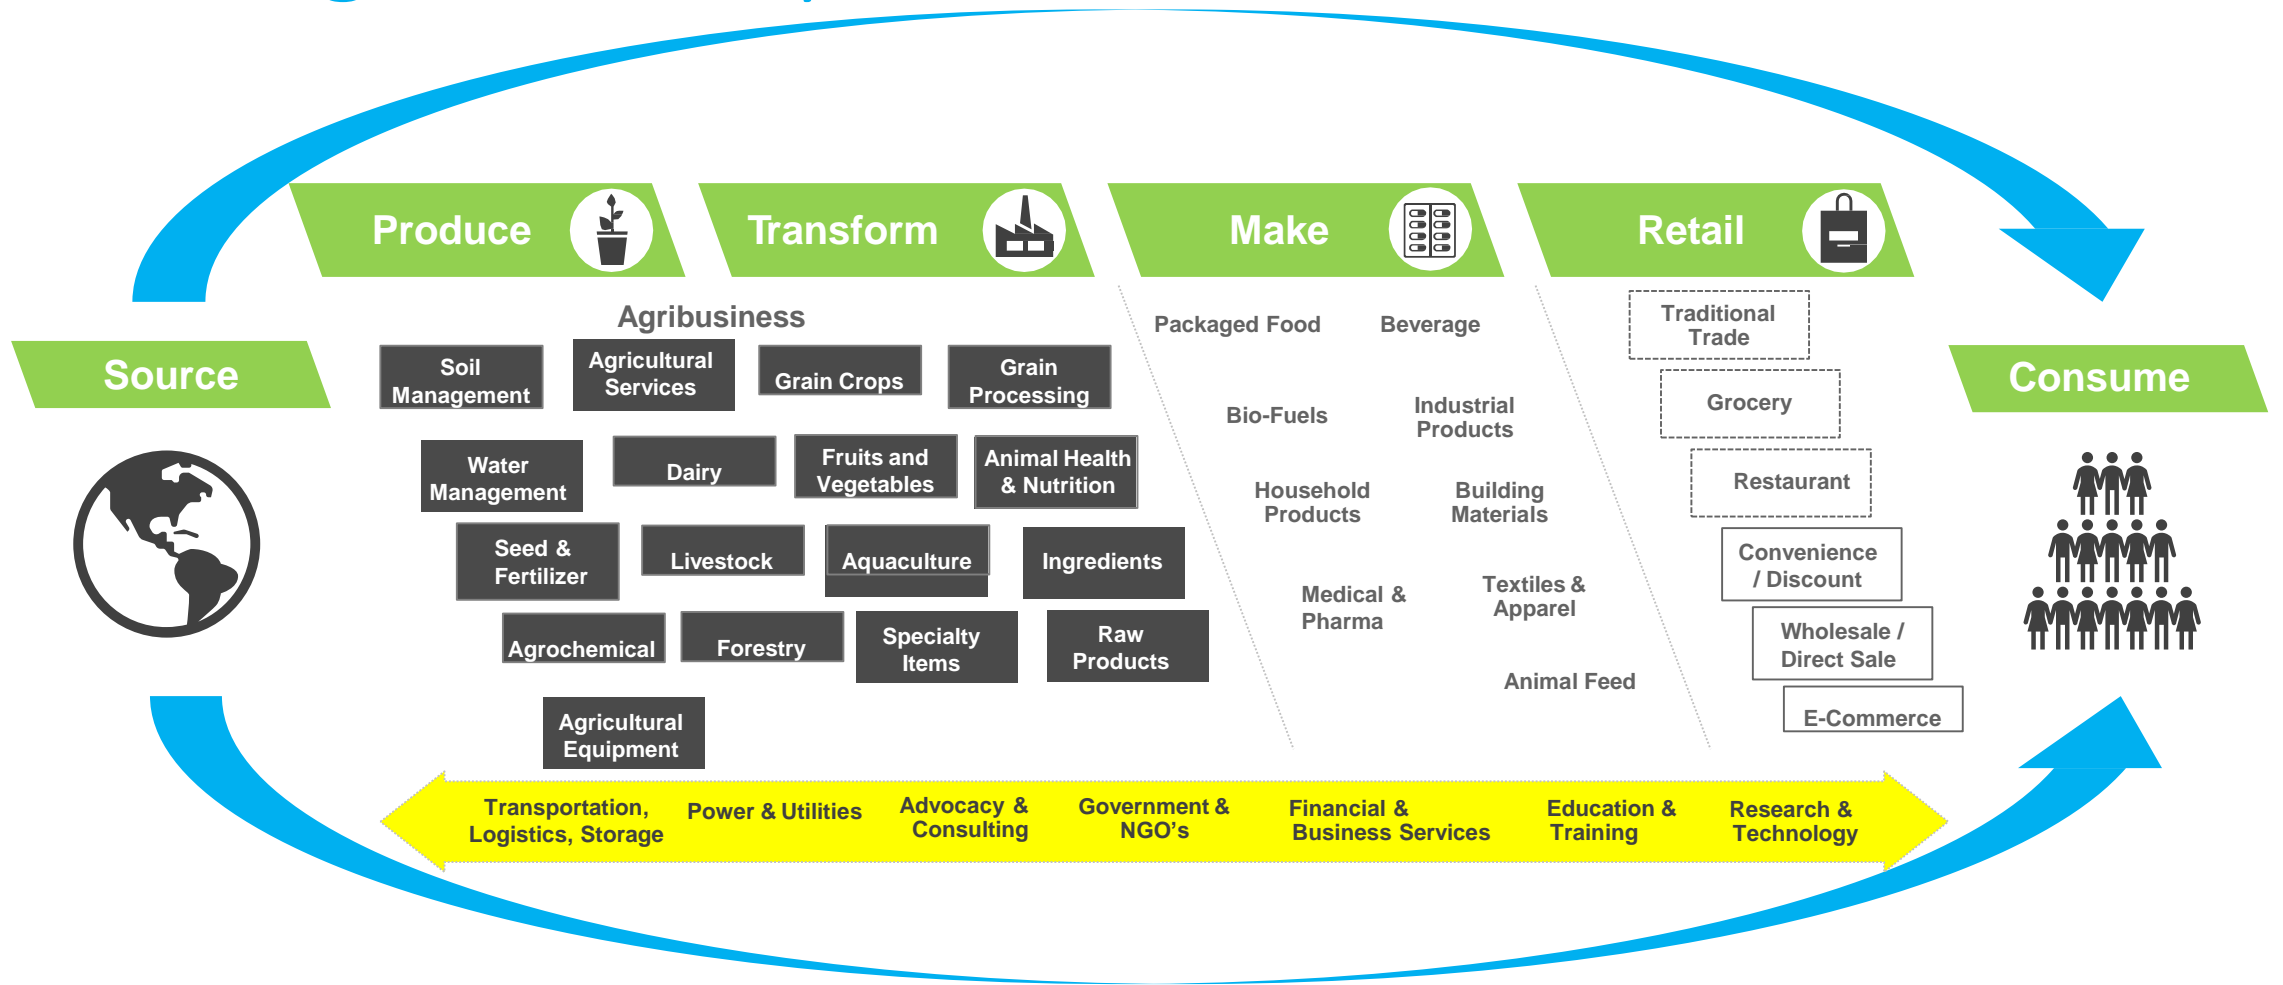 Produce
Transform
Make
Retail
Source
Consume
Agribusiness
Soil
Management
Agricultural
Services
Grain Crops
Grain
Processing
Water
Management
Dairy
Fruits and
Vegetables
Animal Health
& Nutrition
Seed &
Fertilizer
Livestock
Aquaculture
Ingredients
Agrochemical
Forestry
Specialty
Items
Raw
Products
Agricultural
Equipment
Packaged Food
Beverage
Bio-Fuels
Industrial
Products
Household
Products
Building
Materials
Medical &
Pharma
Textiles &
Apparel
Animal Feed
Traditional
Trade
Grocery
Restaurant
Convenience
/ Discount
Wholesale /
Direct Sale
E-Commerce
Transportation,
Logistics, Storage
Power & Utilities
Advocacy &
Consulting
Government &
NGO’s
Financial &
Business Services
Education &
Training
Research &
Technology